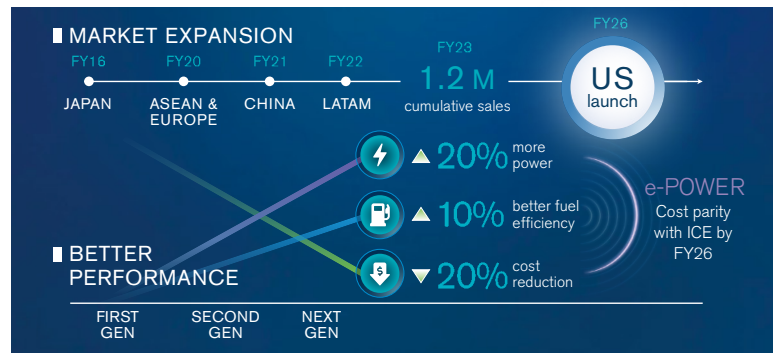 MARKET EXPANSION
FY16
FY20
FY21
FY22
FY23
FY26
JAPAN
ASEAN &
EUROPE
CHINA
LATAM
1.2 M
cumulative sales
US
launch
20%
more
power
10%
better fuel
efficiency
20%
cost
reduction
e-POWER
Cost parity
with ICE by
FY26
BETTER
PERFORMANCE
FIRST
GEN
SECOND
GEN
NEXT
GEN